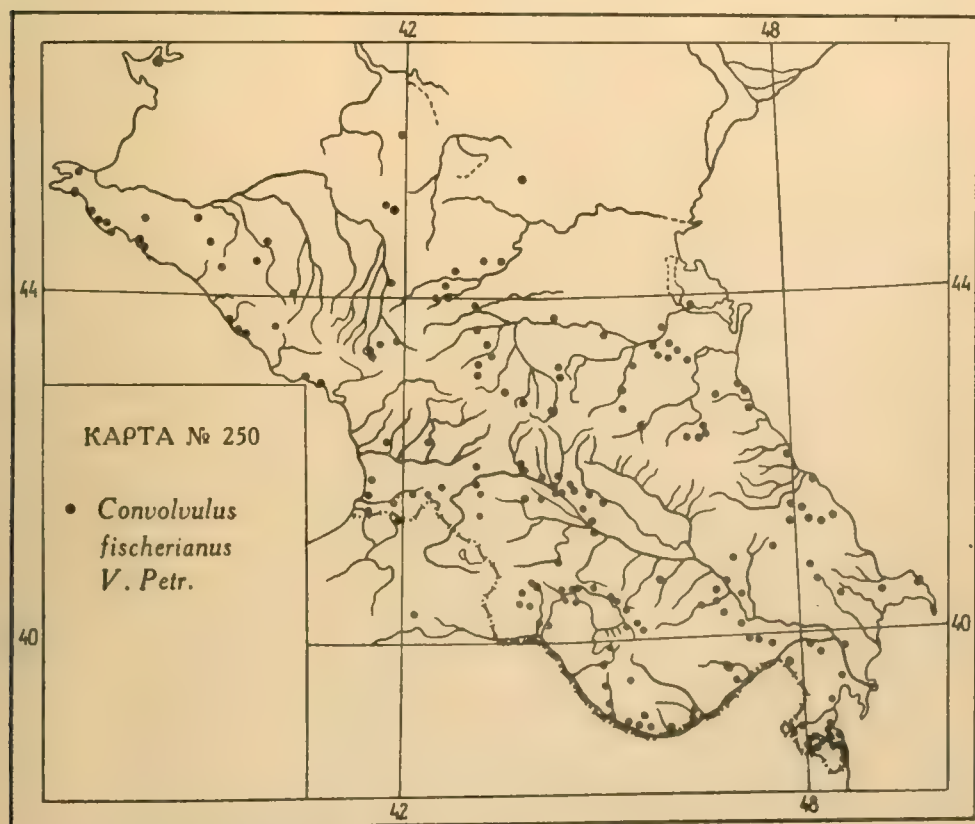 42 48
44 44
КАРТА № 250
Convolvulus
fischerianus
V. Petr.
40 40
42 48